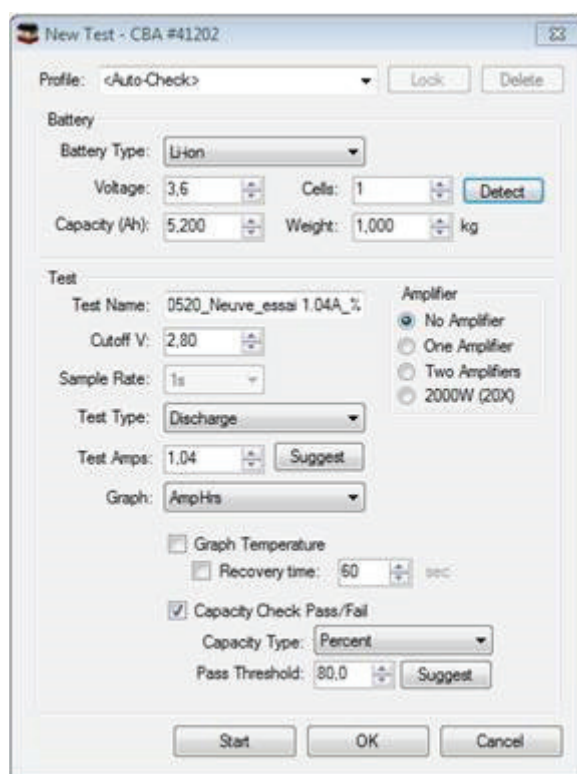 New Test - CBA #41202
Profile: <Auto-Check> Lock Delete
Battery
Battery Type: Li-Ion
Voltage: 3,6 Cells: 1 Detect
Capacity (Ah): 5,200 Weight: 1,000 kg
Test
Test Name: 0520_Neuve_essai 1.04A_%
Cutoff V: 2,80
Sample Rate: 1s
Test Type: Discharge
Test Amps: 1,04 Suggest
Graph: AmpHrs
Amplifier
No Amplifier
One Amplifier
Two Amplifiers
2000W (20X)
Graph Temperature
Recovery time: 60 sec
Capacity Check Pass/Fail
Capacity Type: Percent
Pass Threshold: 80,0 Suggest
Start OK Cancel